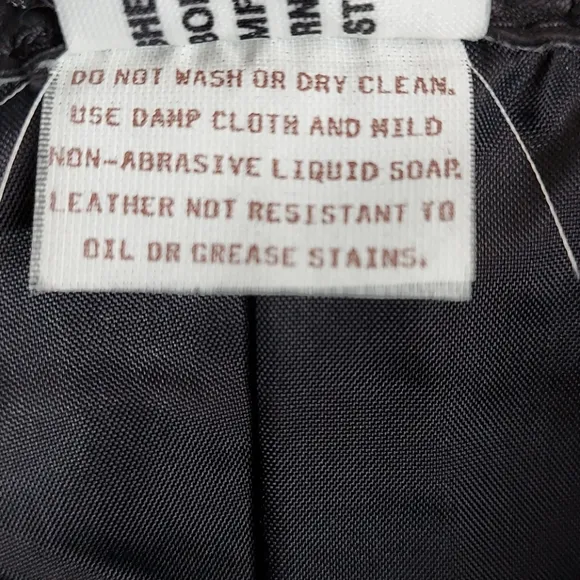 DO NOT WASH OR DRY CLEAN.
USE DAMP CLOTH AND MILD
NON-ABRASIVE LIQUID SOAP.
LEATHER NOT RESISTANT TO
OIL OR GREASE STAINS.